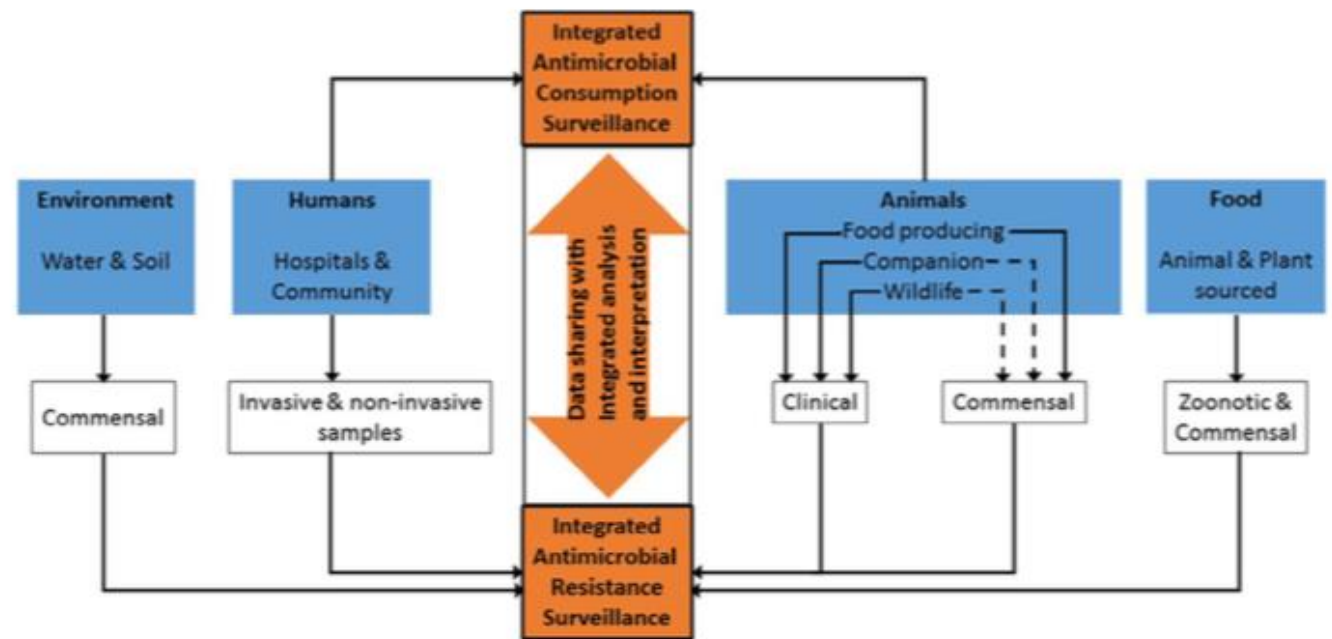 Integrated
Antimicrobial
Consumption
Surveillance
Environment
Water & Soil
Humans
Hospitals &
Community
Data sharing with
Integrated analysis
and interpretation
Animals
Food producing
Companion
Wildlife
Food
Animal & Plant
sourced
Commensal
Invasive & non-invasive
samples
Clinical
Commensal
Zoonotic &
Commensal
Integrated
Antimicrobial
Resistance
Surveillance